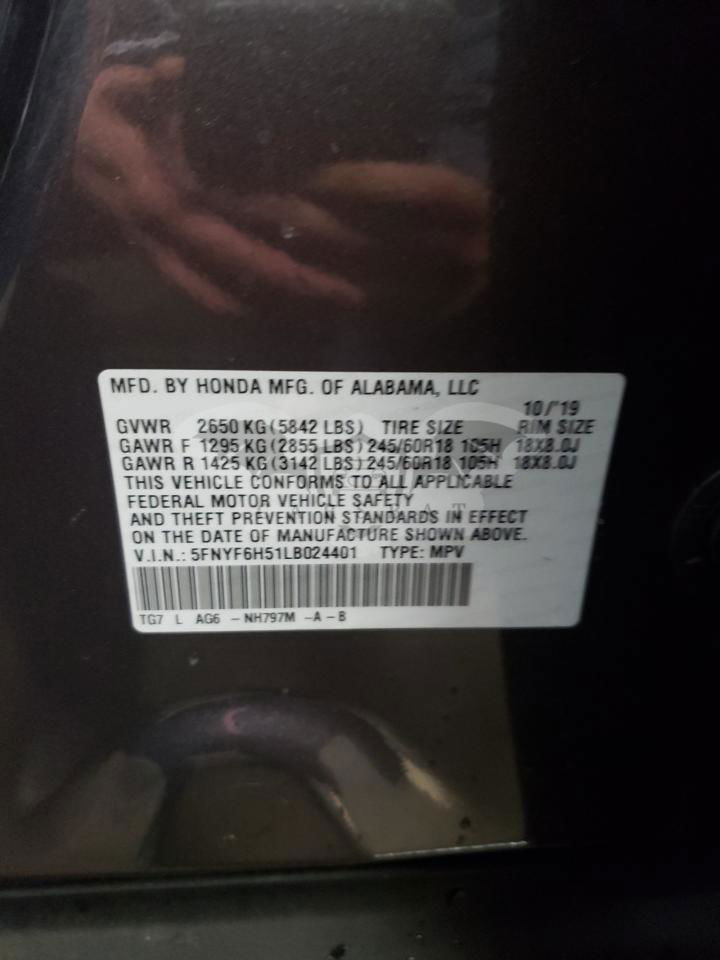 MFD. BY HONDA MFG. OF ALABAMA, LLC
10/'19
GVWR 2650 KG (5842 LBS) TIRE SIZE RIM SIZE
GAWR F 1295 KG (2855 LBS) 245/60R18 105H 18X8.0J
GAWR R 1425 KG (3142 LBS) 245/60R18 105H 18X8.0J
THIS VEHICLE CONFORMS TO ALL APPLICABLE
FEDERAL MOTOR VEHICLE SAFETY
AND THEFT PREVENTION STANDARDS IN EFFECT
ON THE DATE OF MANUFACTURE SHOWN ABOVE.
V.I.N.: 5FNYF6H51LB024401 TYPE: MPV
TG7 L AG6 -NH797M -A-B